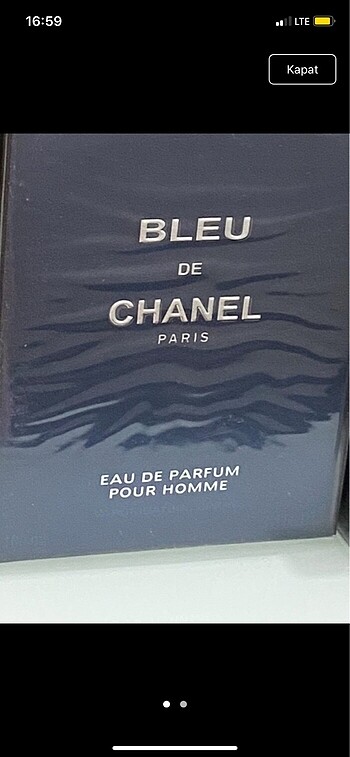 16:59
LTE
Kapat
BLEU
DE
CHANEL
PARIS
EAU DE PARFUM
POUR HOMME